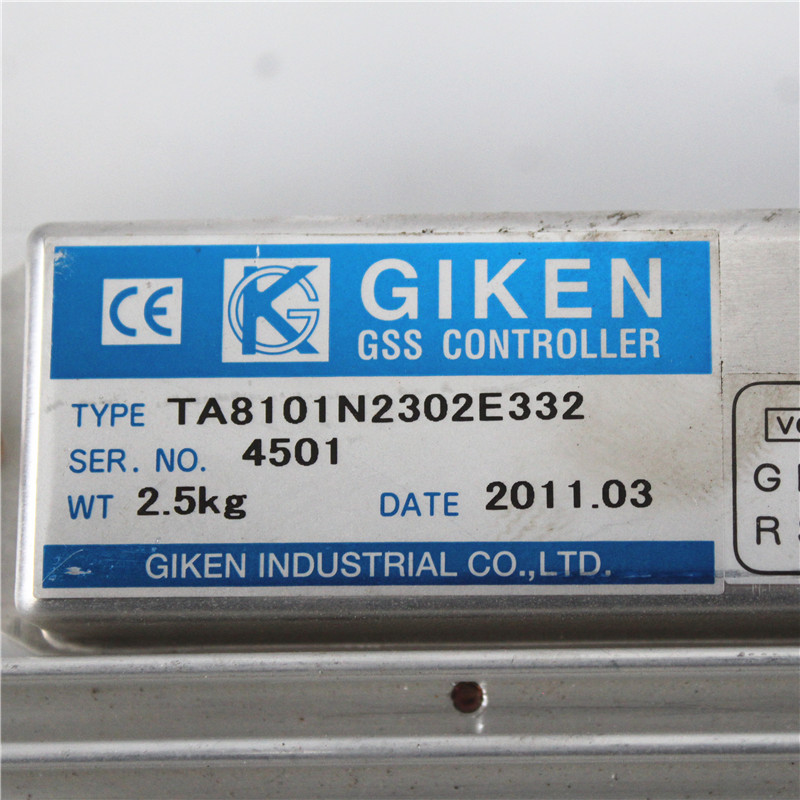 CE GK GIKEN
GSS CONTROLLER
TYPE TA8101N2302E332
SER. NO. 4501
WT 2.5kg DATE 2011.03
GIKEN INDUSTRIAL CO.,LTD.
G
R